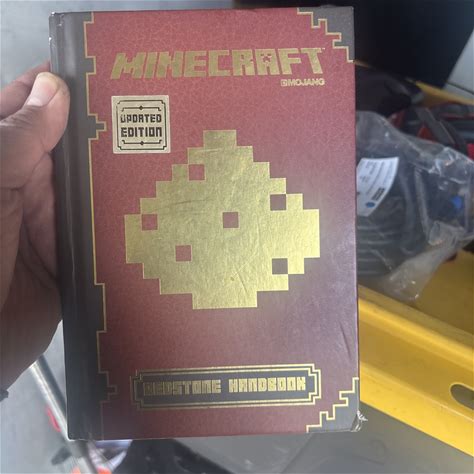 MINECRAFT
MOJANG
UPDATED
EDITION
REDSTONE HANDBOOK